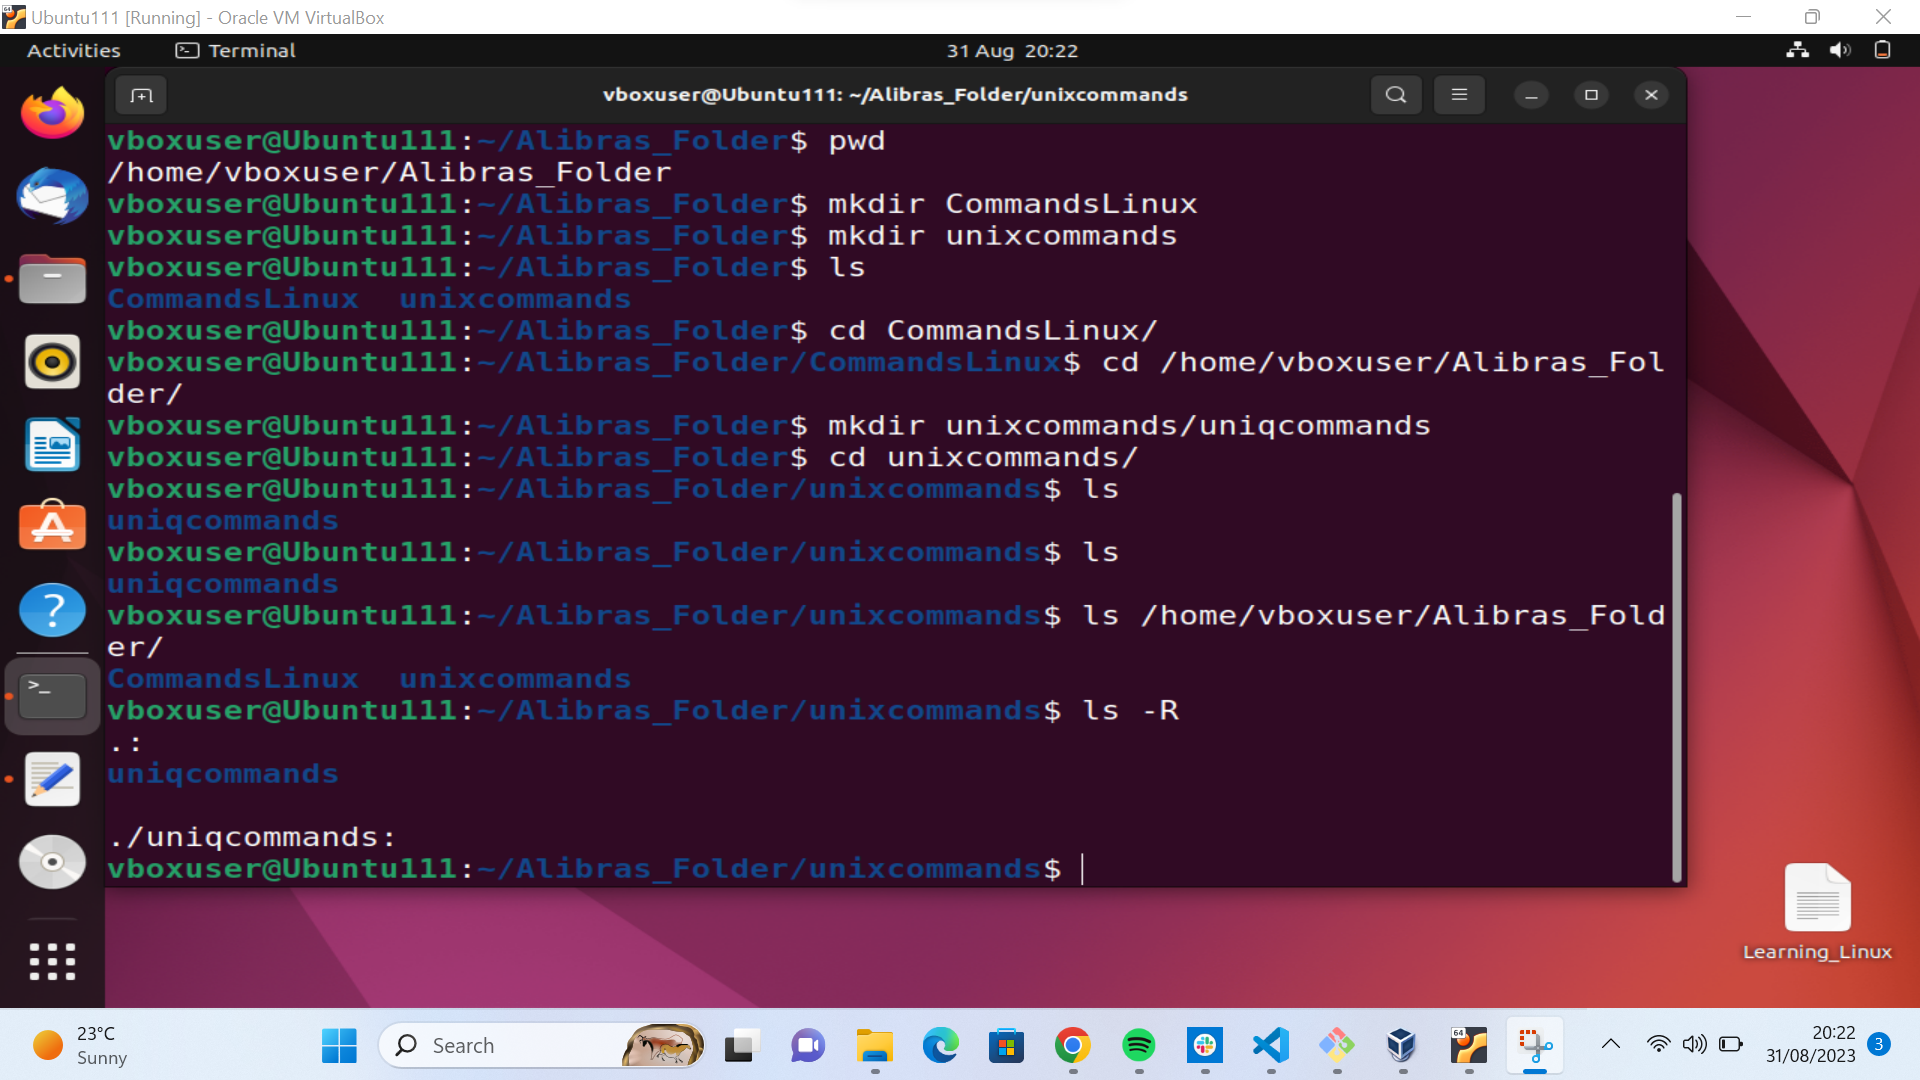 Ubuntu111 [Running] - Oracle VM VirtualBox
Activities Terminal 31 Aug 20:22
vboxuser@Ubuntu111: ~/Alibras_Folder/unixcommands
vboxuser@Ubuntu111:~/Alibras_Folder$ pwd
/home/vboxuser/Alibras_Folder
vboxuser@Ubuntu111:~/Alibras_Folder$ mkdir CommandsLinux
vboxuser@Ubuntu111:~/Alibras_Folder$ mkdir unixcommands
vboxuser@Ubuntu111:~/Alibras_Folder$ ls
CommandsLinux  unixcommands
vboxuser@Ubuntu111:~/Alibras_Folder$ cd CommandsLinux/
vboxuser@Ubuntu111:~/Alibras_Folder/CommandsLinux$ cd /home/vboxuser/Alibras_Fol
der/
vboxuser@Ubuntu111:~/Alibras_Folder$ mkdir unixcommands/uniqcommands
vboxuser@Ubuntu111:~/Alibras_Folder$ cd unixcommands/
vboxuser@Ubuntu111:~/Alibras_Folder/unixcommands$ ls
uniqcommands
vboxuser@Ubuntu111:~/Alibras_Folder/unixcommands$ ls
uniqcommands
vboxuser@Ubuntu111:~/Alibras_Folder/unixcommands$ ls /home/vboxuser/Alibras_Fold
er/
CommandsLinux  unixcommands
vboxuser@Ubuntu111:~/Alibras_Folder/unixcommands$ ls -R
.:
uniqcommands
./uniqcommands:
vboxuser@Ubuntu111:~/Alibras_Folder/unixcommands$
Learning_Linux
23°C
Sunny
Search
64
20:22
31/08/2023
3